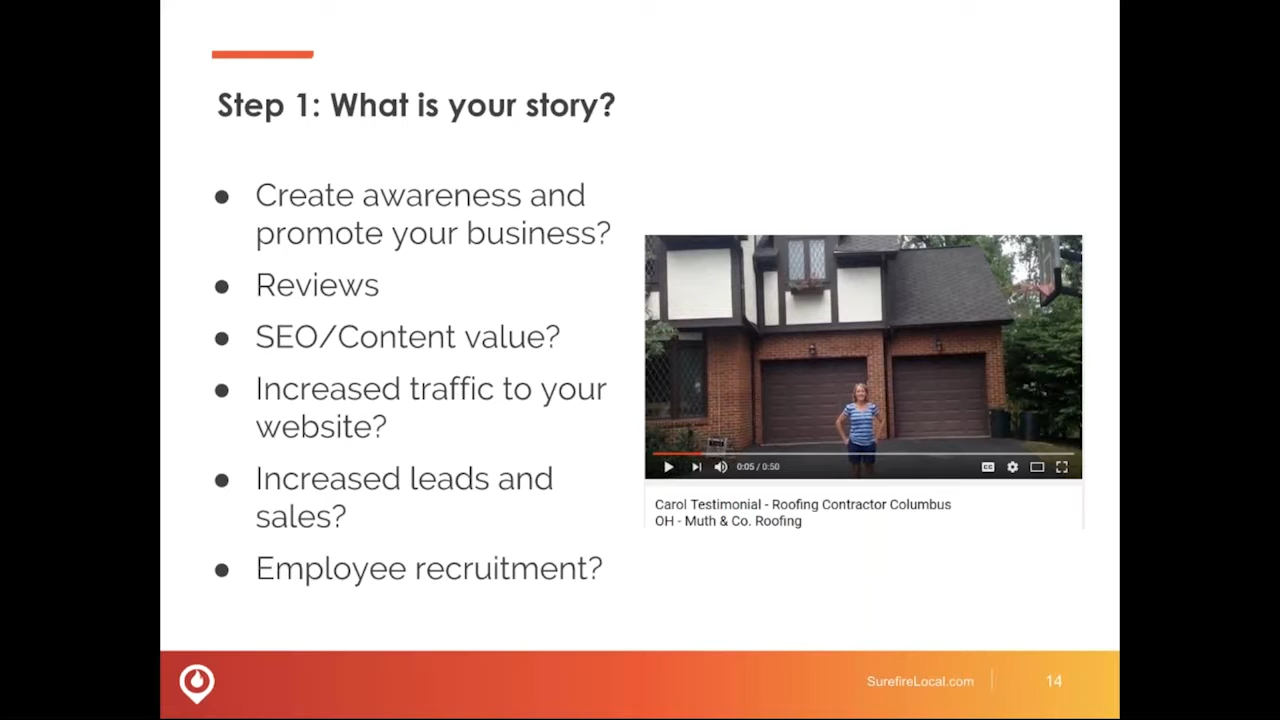 Step 1: What is your story?
● Create awareness and
promote your business?
● Reviews
● SEO/Content value?
● Increased traffic to your
website?
● Increased leads and
sales?
● Employee recruitment?
0:05 / 0:50
CC
Carol Testimonial - Roofing Contractor Columbus
OH - Muth & Co. Roofing
SurefireLocal.com
14